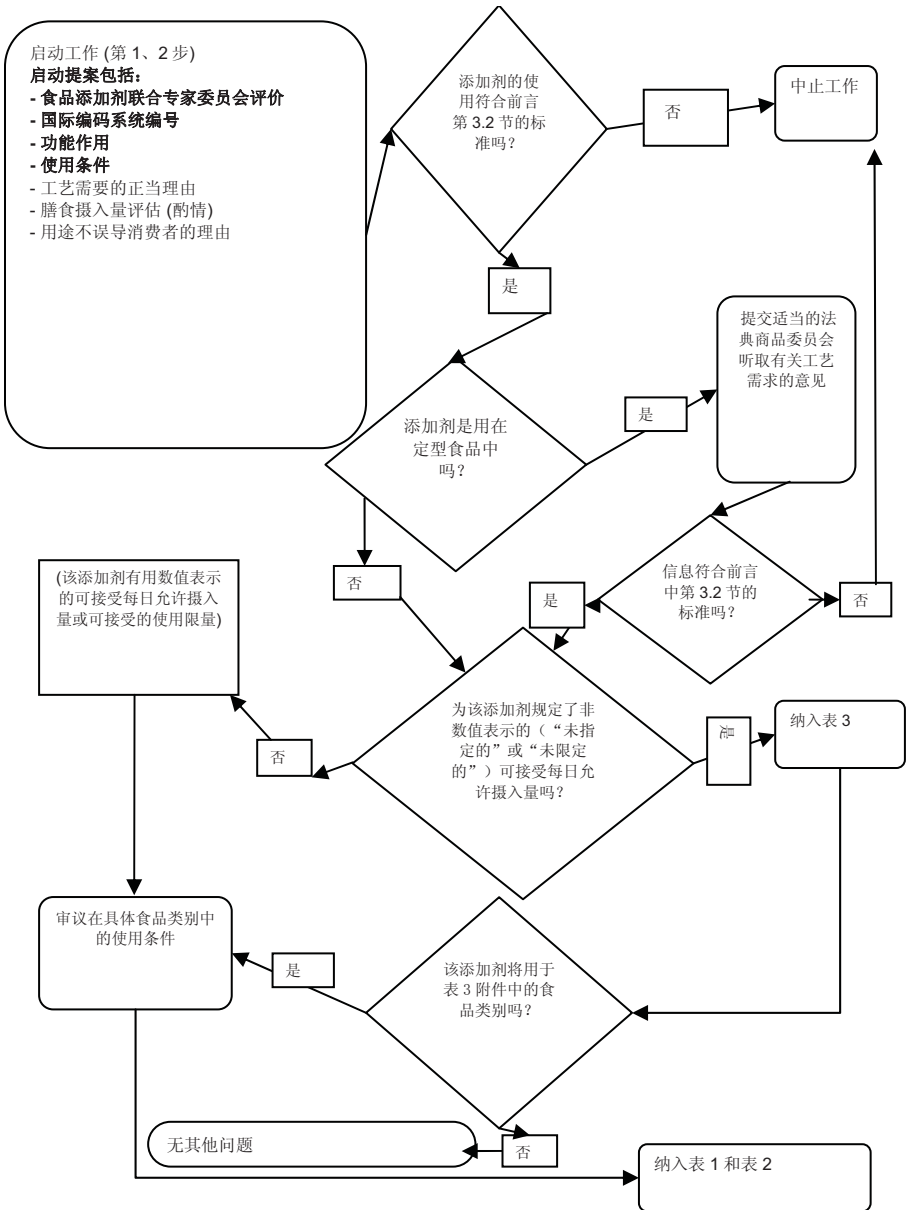 启动工作 (第 1、2 步)
启动提案包括:
- 食品添加剂联合专家委员会评价
- 国际编码系统编号
- 功能作用
- 使用条件
- 工艺需要的正当理由
- 膳食摄入量评估 (酌情)
- 用途不误导消费者的理由
添加剂的使
用符合前言
第 3.2 节的标
准吗?
否
中止工作
是
提交适当的法
典商品委员会
听取有关工艺
需求的意见
添加剂是用在
定型食品中
吗?
是
否
信息符合前言
中第 3.2 节的
标准吗?
是
否
(该添加剂有用数值表示
的可接受每日允许摄入
量或可接受的使用限量)
为该添加剂规定了非
数值表示的(“未指
定的”或“未限定
的”)可接受每日允
许摄入量吗?
否
是
纳入表 3
审议在具体食品类别中
的使用条件
是
该添加剂将用于
表 3 附件中的食
品类别吗?
无其他问题
否
纳入表 1 和表 2